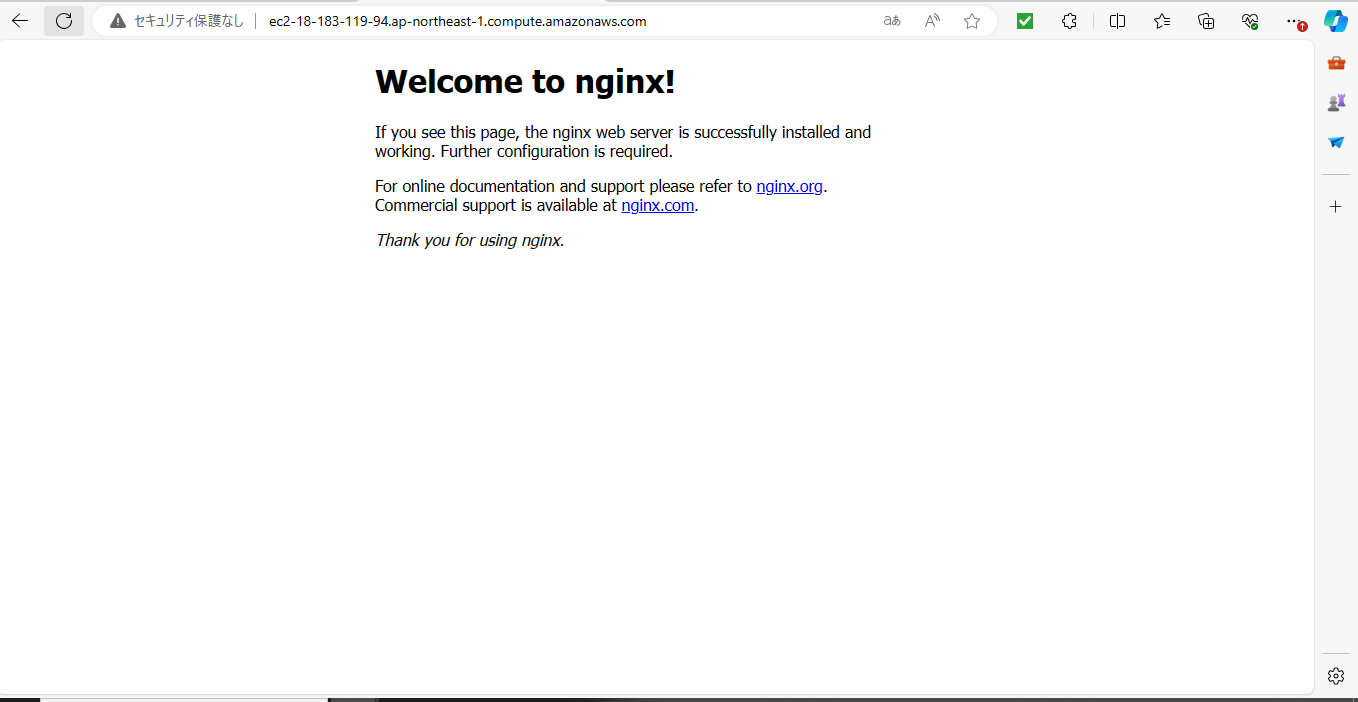 セキュリティ保護なし
ec2-18-183-119-94.ap-northeast-1.compute.amazonaws.com
aあ
Welcome to nginx!
If you see this page, the nginx web server is successfully installed and
working. Further configuration is required.
For online documentation and support please refer to nginx.org.
Commercial support is available at nginx.com.
Thank you for using nginx.